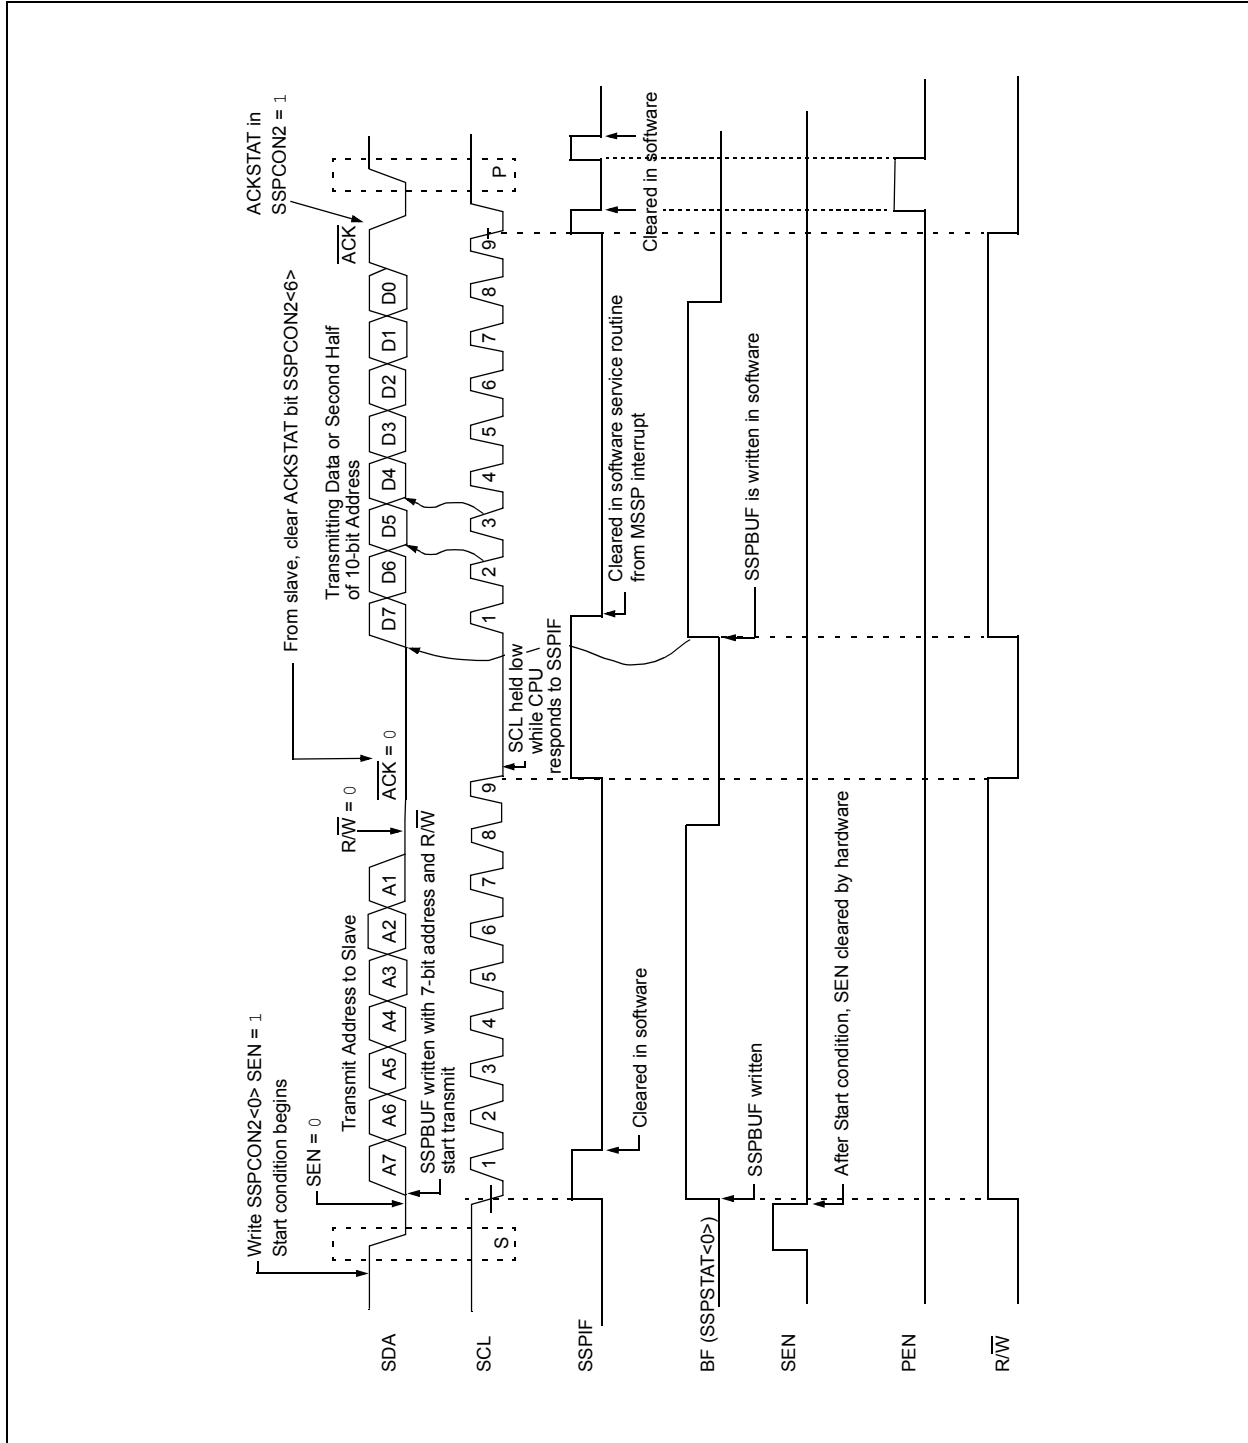 Write SSPCON2<0> SEN = 1
Start condition begins
SEN = 0
From slave, clear ACKSTAT bit SSPCON2<6>
ACKSTAT in
SSPCON2 = 1
Transmit Address to Slave
R/W = 0
ACK = 0
Transmitting Data or Second Half
of 10-bit Address
ACK
SDA
A7 A6 A5 A4 A3 A2 A1
D7 D6 D5 D4 D3 D2 D1 D0
SSPBUF written with 7-bit address and R/W
start transmit
SCL
S
1 2 3 4 5 6 7 8 9
1 2 3 4 5 6 7 8 9
P
SCL held low
while CPU
responds to SSPIF
SSPIF
Cleared in software
Cleared in software service routine
from MSSP interrupt
Cleared in software
BF (SSPSTAT<0>)
SSPBUF written
SSPBUF is written in software
SEN
After Start condition, SEN cleared by hardware
PEN
R/W